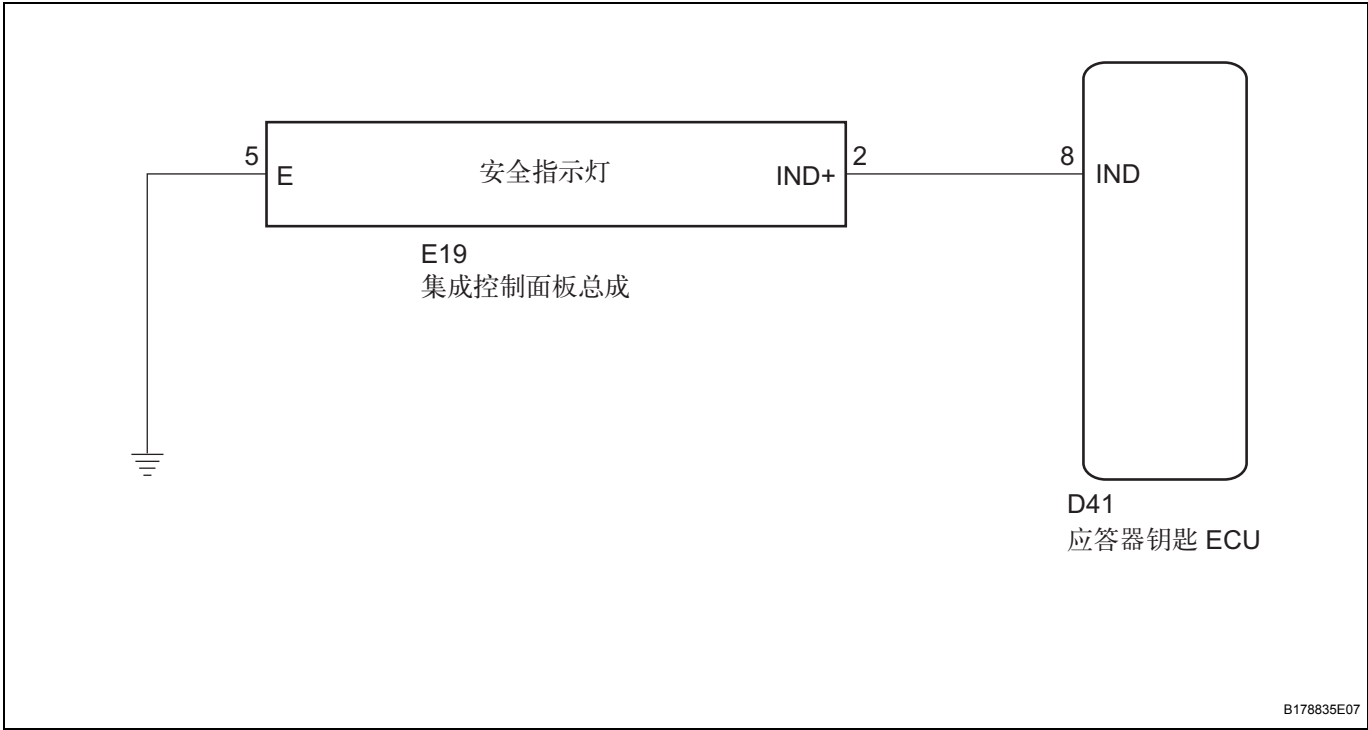 5
E
安全指示灯
IND+
2
8
IND
E19
集成控制面板总成
D41
应答器钥匙 ECU
B178835E07